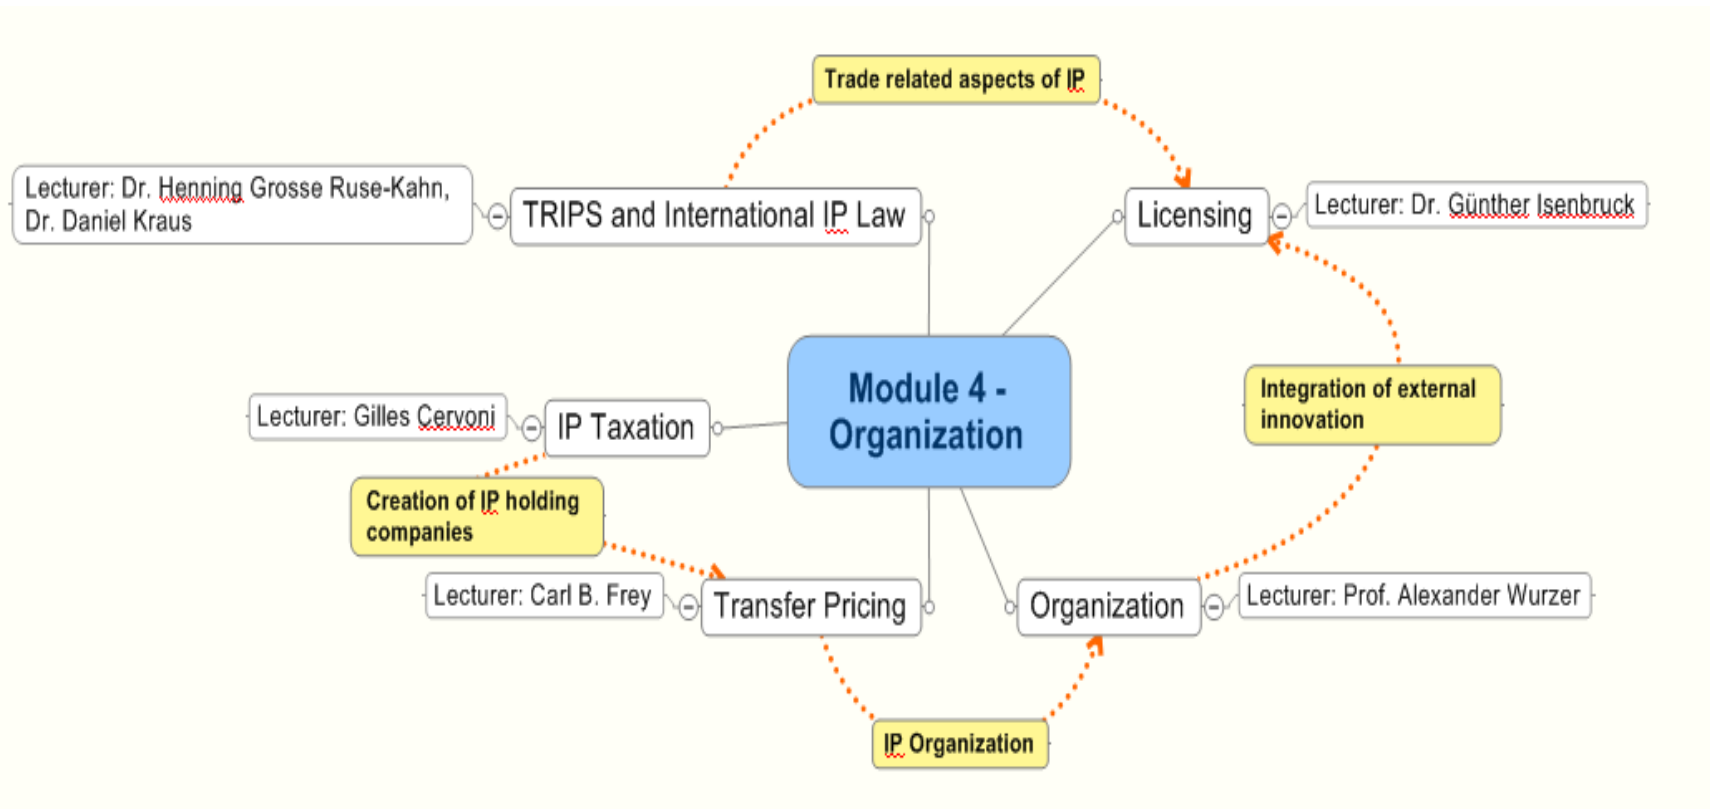 Trade related aspects of IP
Lecturer: Dr. Henning Grosse Ruse-Kahn,
Dr. Daniel Kraus
TRIPS and International IP Law
Licensing
Lecturer: Dr. Günther Isenbruck
Module 4 -
Organization
Lecturer: Gilles Cervoni
IP Taxation
Integration of external
innovation
Creation of IP holding
companies
Lecturer: Carl B. Frey
Transfer Pricing
Organization
Lecturer: Prof. Alexander Wurzer
IP Organization